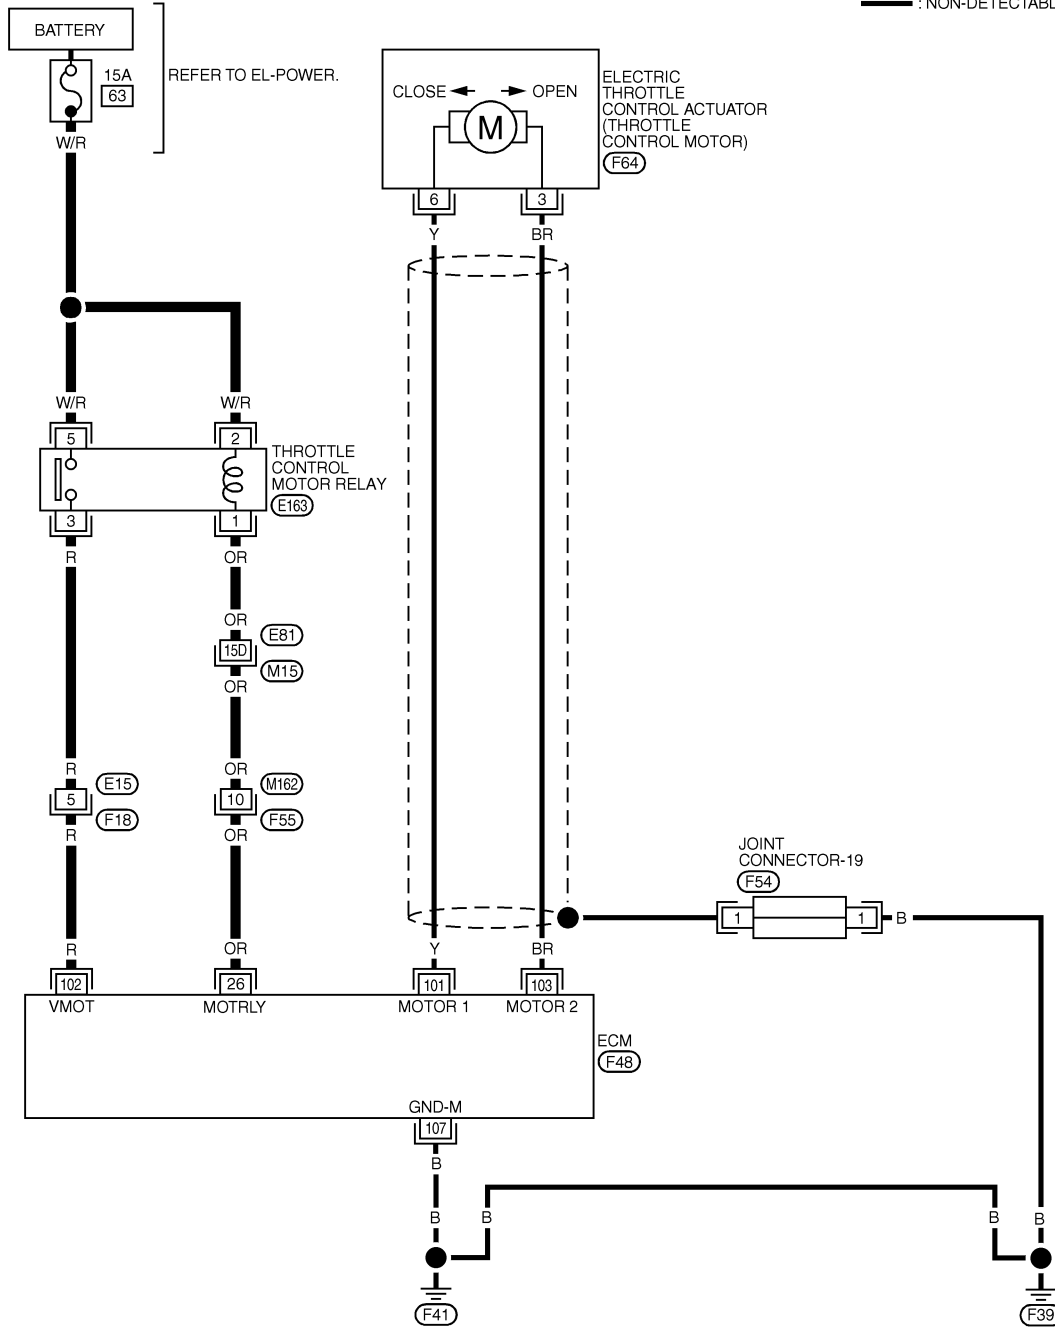 : NON-DETECTABL
BATTERY
15A
63
REFER TO EL-POWER.
W/R
CLOSE
OPEN
M
ELECTRIC
THROTTLE
CONTROL ACTUATOR
(THROTTLE
CONTROL MOTOR)
F64
6
3
Y
BR
W/R
W/R
5
2
THROTTLE
CONTROL
MOTOR RELAY
E163
3
1
R
OR
OR
E81
15D
M15
OR
R
OR
E15
M162
5
10
F18
F55
R
OR
JOINT
CONNECTOR-19
F54
1
1
B
R
OR
Y
BR
102
26
101
103
VMOT
MOTRLY
MOTOR 1
MOTOR 2
ECM
F48
GND-M
107
B
B
B
B
B
F41
F39